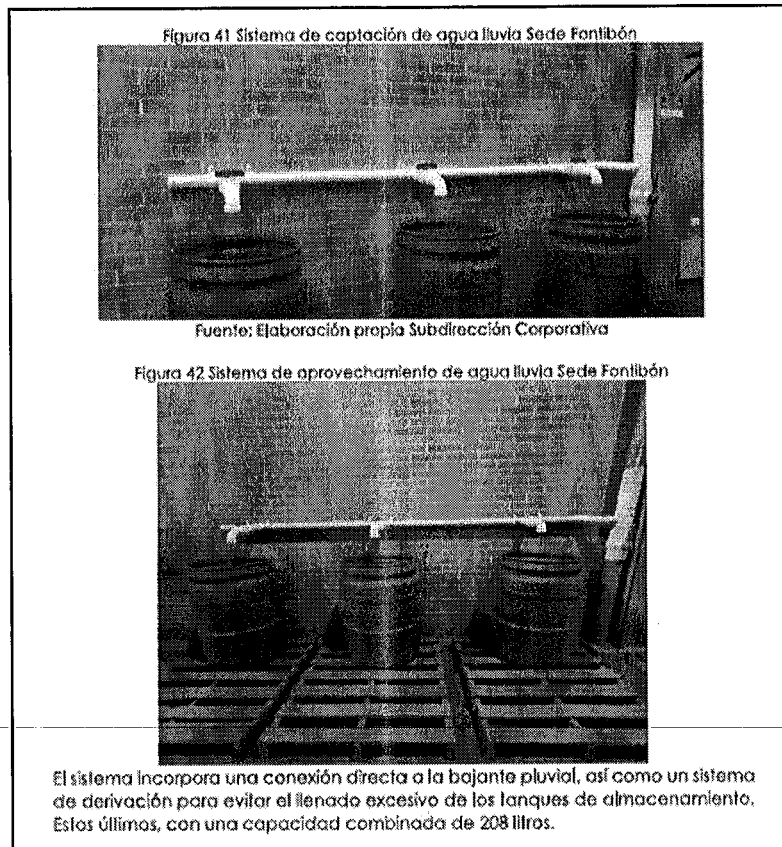 Figura 41 Sistema de captación de agua lluvia Sede Fontibón
Fuente: Elaboración propia Subdirección Corporativa
Figura 42 Sistema de aprovechamiento de agua lluvia Sede Fontibón
El sistema incorpora una conexión directa a la bajante pluvial, así como un sistema
de derivación para evitar el llenado excesivo de los tanques de almacenamiento.
Estos últimos, con una capacidad combinada de 208 litros.